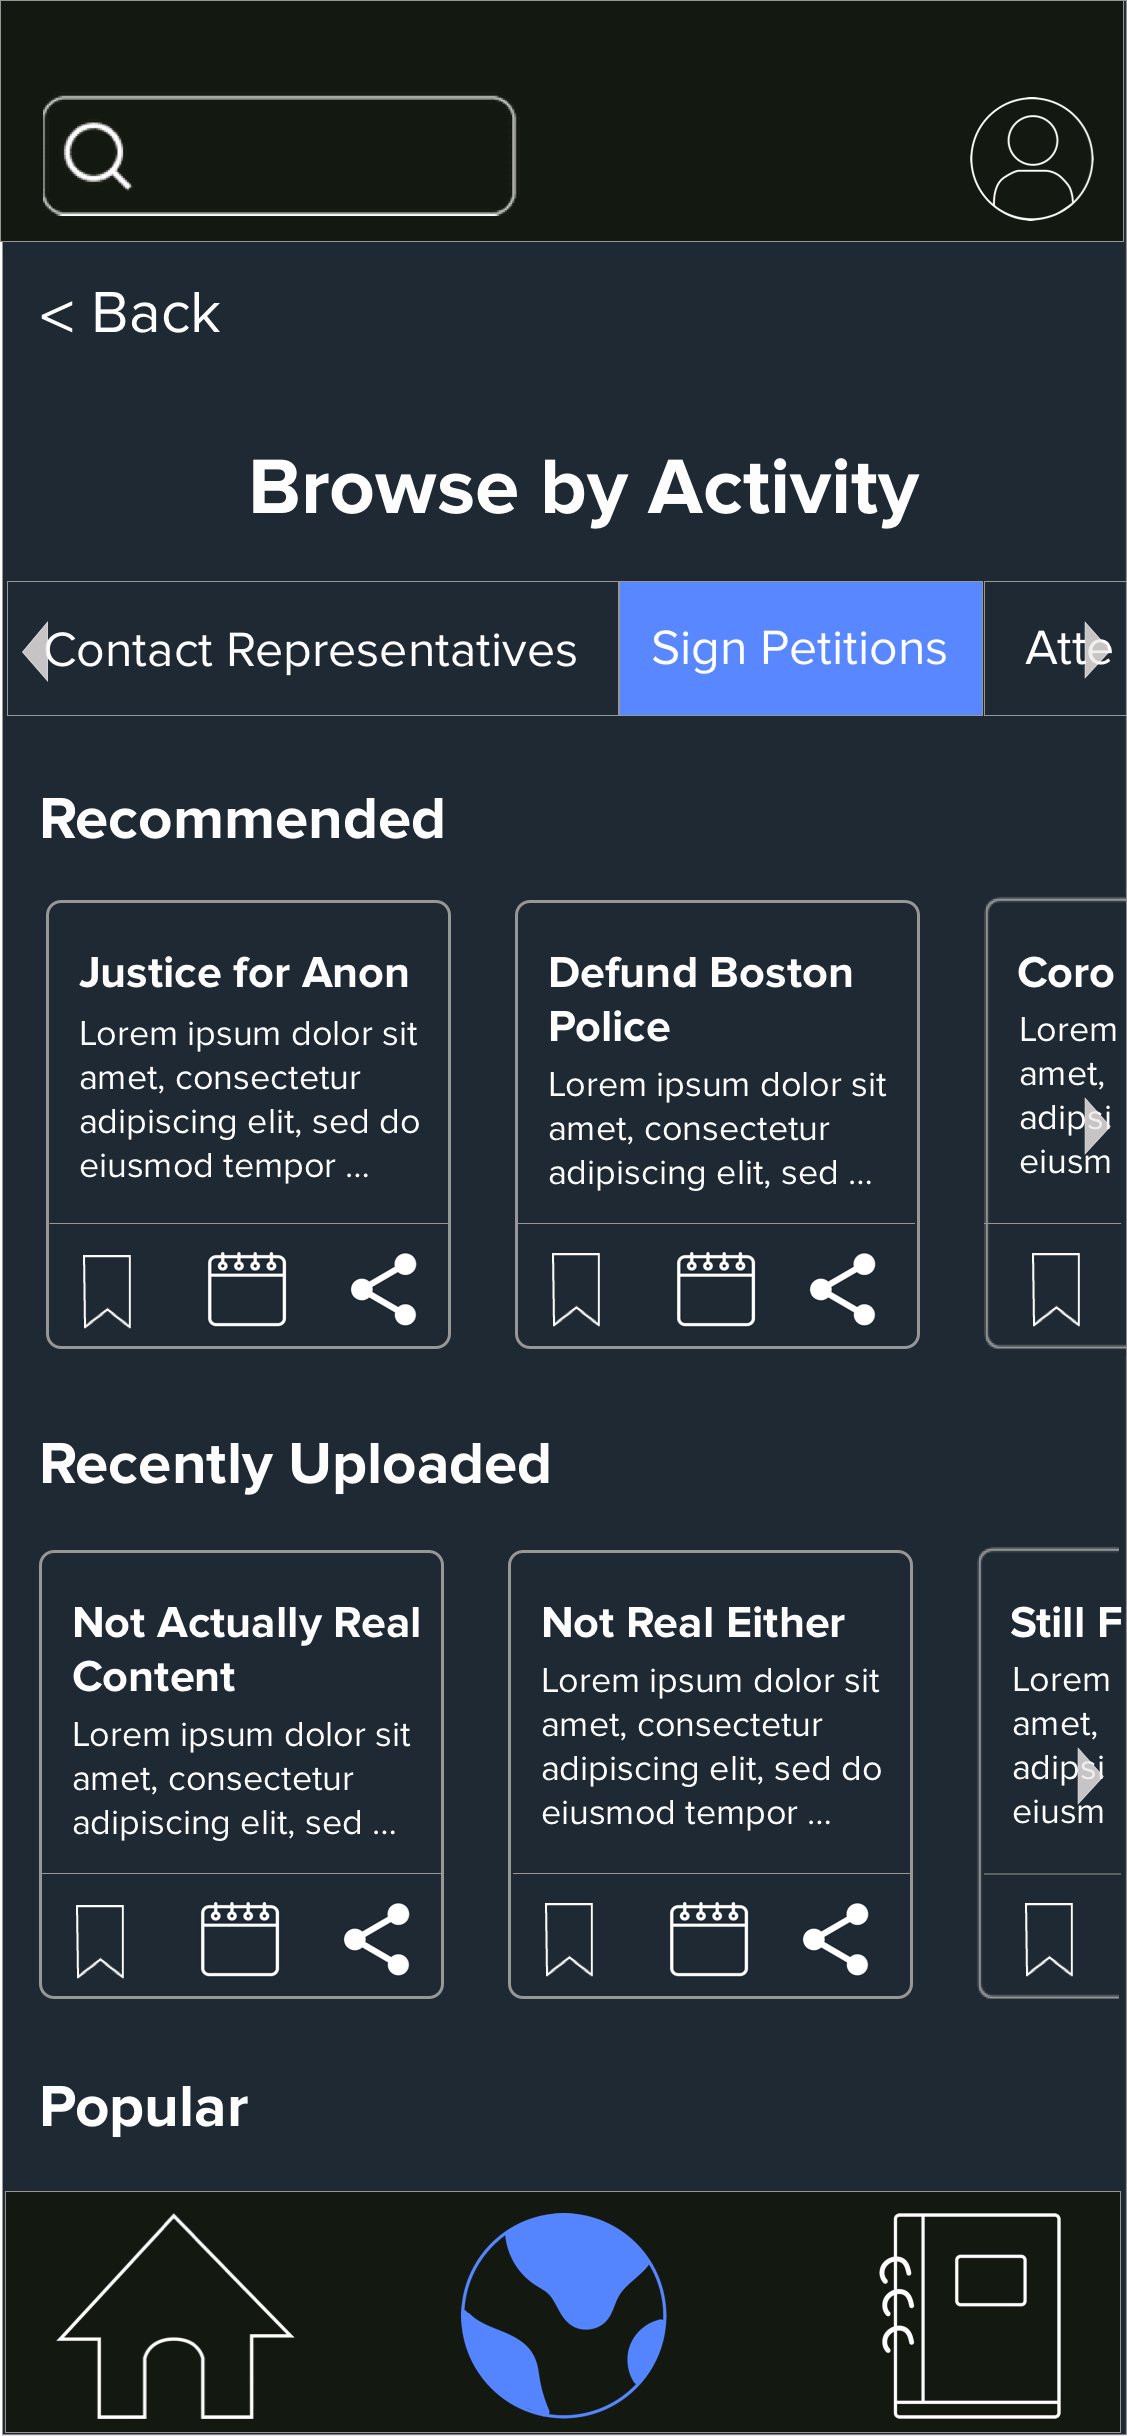 < Back
Browse by Activity
Contact Representatives
Sign Petitions
Atte
Recommended
Justice for Anon
Lorem ipsum dolor sit
amet, consectetur
adipiscing elit, sed do
eiusmod tempor ...
Defund Boston
Police
Lorem ipsum dolor sit
amet, consectetur
adipiscing elit, sed ...
Coro
Lorem
amet,
adipsi
eiusm
Recently Uploaded
Not Actually Real
Content
Lorem ipsum dolor sit
amet, consectetur
adipiscing elit, sed ...
Not Real Either
Lorem ipsum dolor sit
amet, consectetur
adipiscing elit, sed do
eiusmod tempor ...
Still F
Lorem
amet,
adipsi
eiusm
Popular